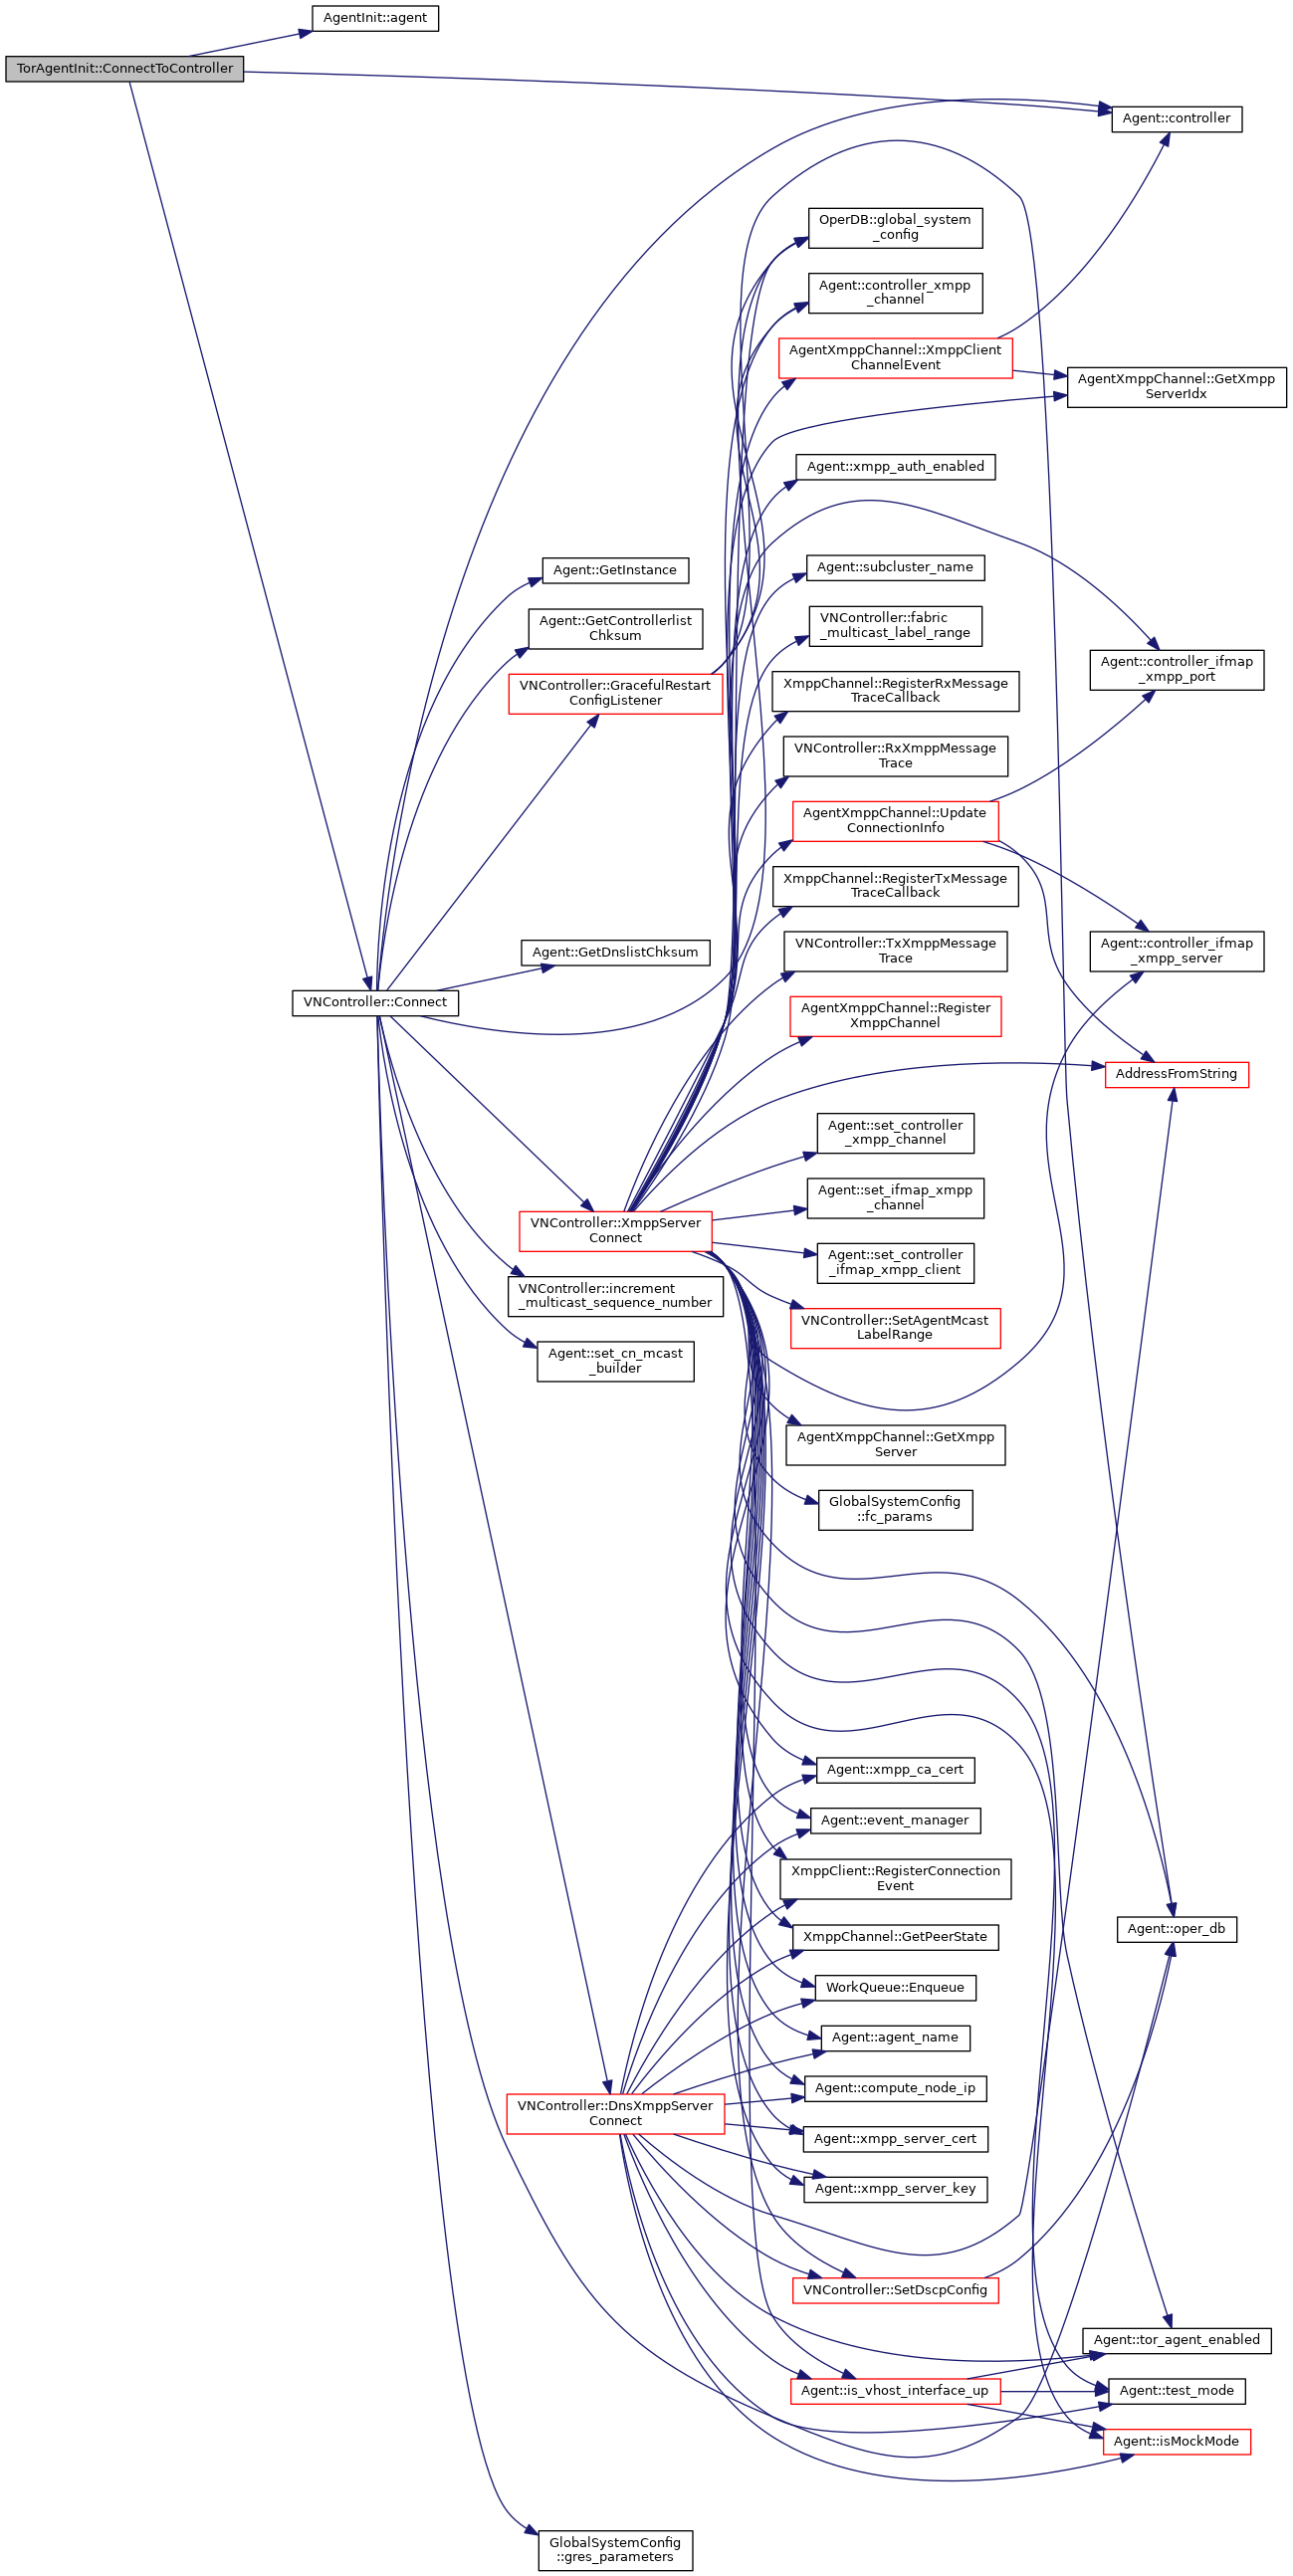 AgentInit::agent
TorAgentInit::ConnectToController
Agent::controller
OperDB::global_system
_config
Agent::controller_xmpp
_channel
AgentXmppChannel::XmppClient
ChannelEvent
AgentXmppChannel::GetXmpp
ServerIdx
Agent::xmpp_auth_enabled
Agent::GetInstance
Agent::subcluster_name
Agent::GetControllerlist
Chksum
VNController::fabric
_multicast_label_range
Agent::controller_ifmap
_xmpp_port
VNController::GracefulRestart
ConfigListener
XmppChannel::RegisterRxMessage
TraceCallback
VNController::RxXmppMessage
Trace
AgentXmppChannel::Update
ConnectionInfo
XmppChannel::RegisterTxMessage
TraceCallback
Agent::GetDnslistChksum
VNController::TxXmppMessage
Trace
Agent::controller_ifmap
_xmpp_server
VNController::Connect
AgentXmppChannel::Register
XmppChannel
AddressFromString
Agent::set_controller
_xmpp_channel
Agent::set_ifmap_xmpp
_channel
VNController::XmppServer
Connect
Agent::set_controller
_ifmap_xmpp_client
VNController::increment
_multicast_sequence_number
VNController::SetAgentMcast
LabelRange
Agent::set_cn_mcast
_builder
AgentXmppChannel::GetXmpp
Server
GlobalSystemConfig
::fc_params
Agent::xmpp_ca_cert
Agent::event_manager
XmppClient::RegisterConnection
Event
XmppChannel::GetPeerState
Agent::oper_db
WorkQueue::Enqueue
Agent::agent_name
Agent::compute_node_ip
VNController::DnsXmppServer
Connect
Agent::xmpp_server_cert
Agent::xmpp_server_key
VNController::SetDscpConfig
Agent::tor_agent_enabled
Agent::is_vhost_interface_up
Agent::test_mode
Agent::isMockMode
GlobalSystemConfig
::gres_parameters